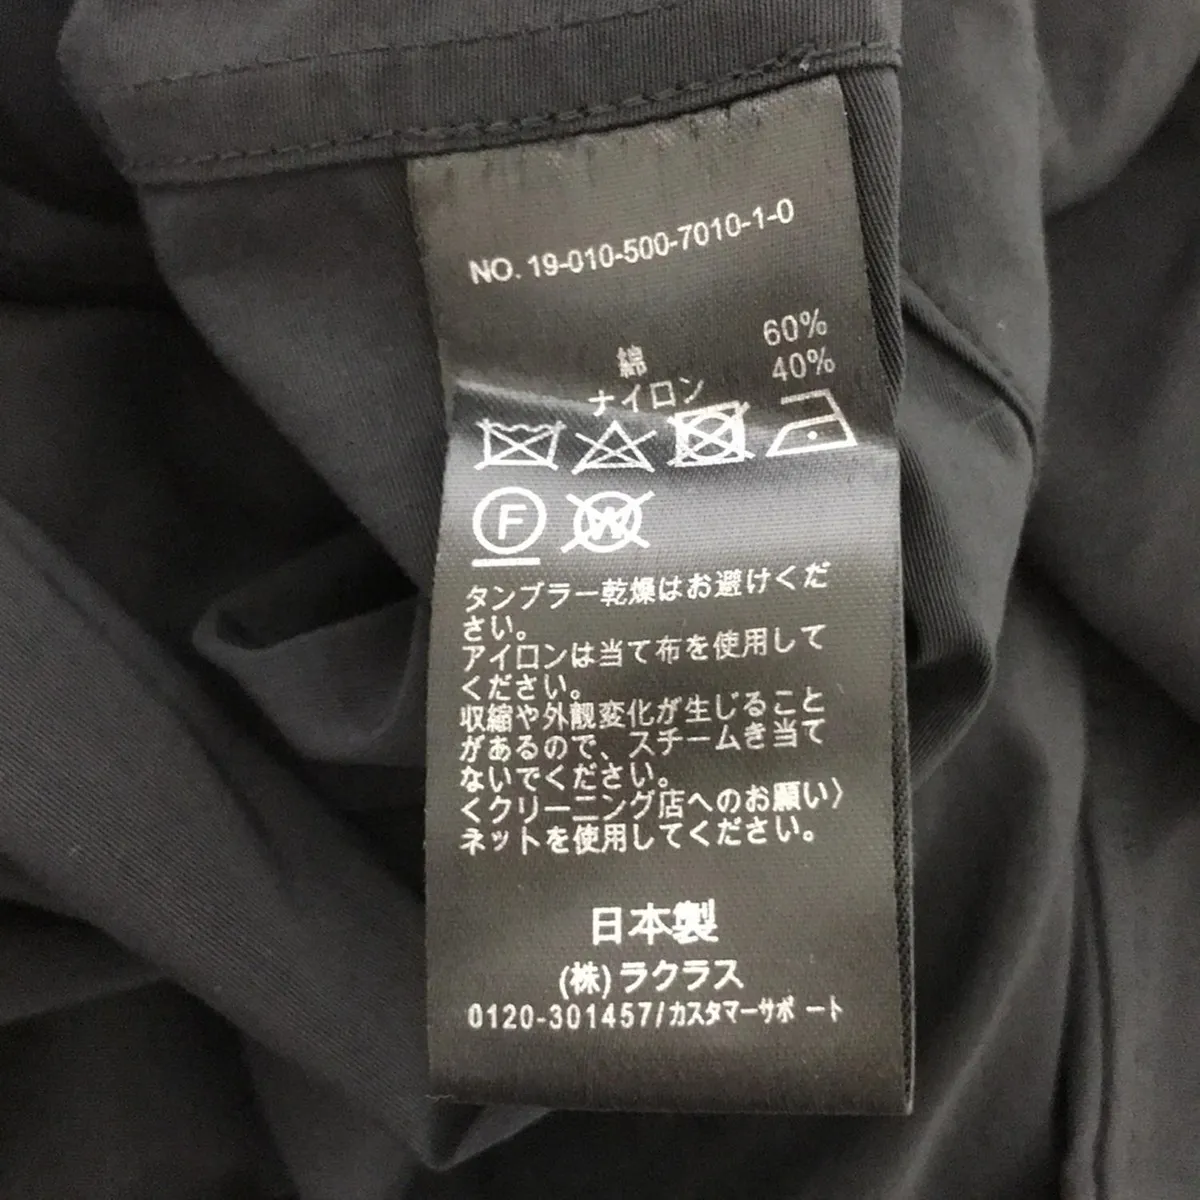 NO. 19-010-500-7010-1-0
綿 60%
ナイロン 40%
F W
タンブラー乾燥はお避けくだ
さい。
アイロンは当て布を使用して
ください。
収縮や外観変化が生じること
があるので、スチームき当て
ないでください。
〈クリーニング店へのお願い〉
ネットを使用してください。
日本製
(株)ラクラス
0120-301457/カスタマーサポート